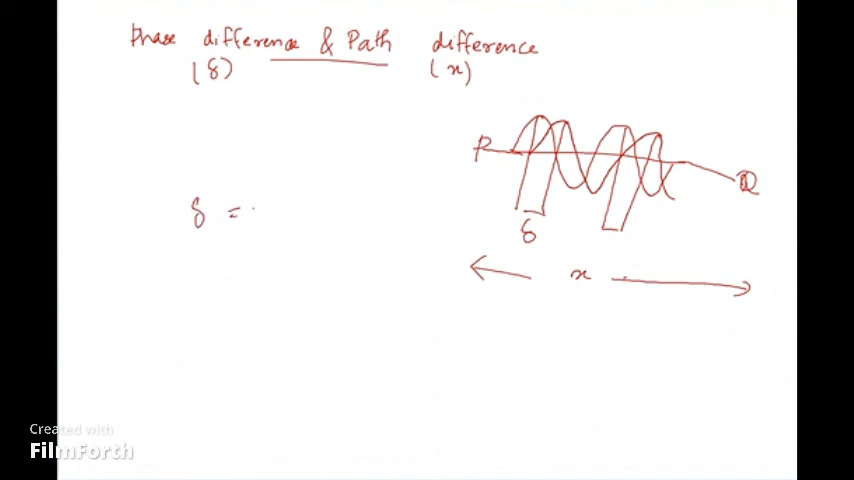 Phase difference & Path difference
(δ) (x)
P
Q
δ = 
δ
x
Created with
FilmForth